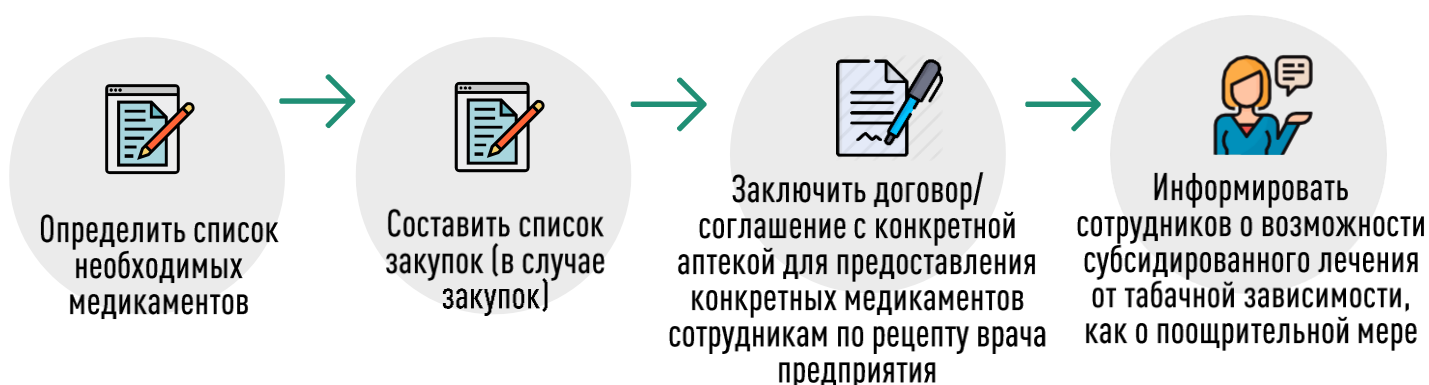 Определить список
необходимых
медикаментов
Составить список
закупок (в случае
закупок)
Заключить договор/
соглашение с конкретной
аптекой для предоставления
конкретных медикаментов
сотрудникам по рецепту врача
предприятия
Информировать
сотрудников о возможности
субсидированного лечения
от табачной зависимости,
как о поощрительной мере